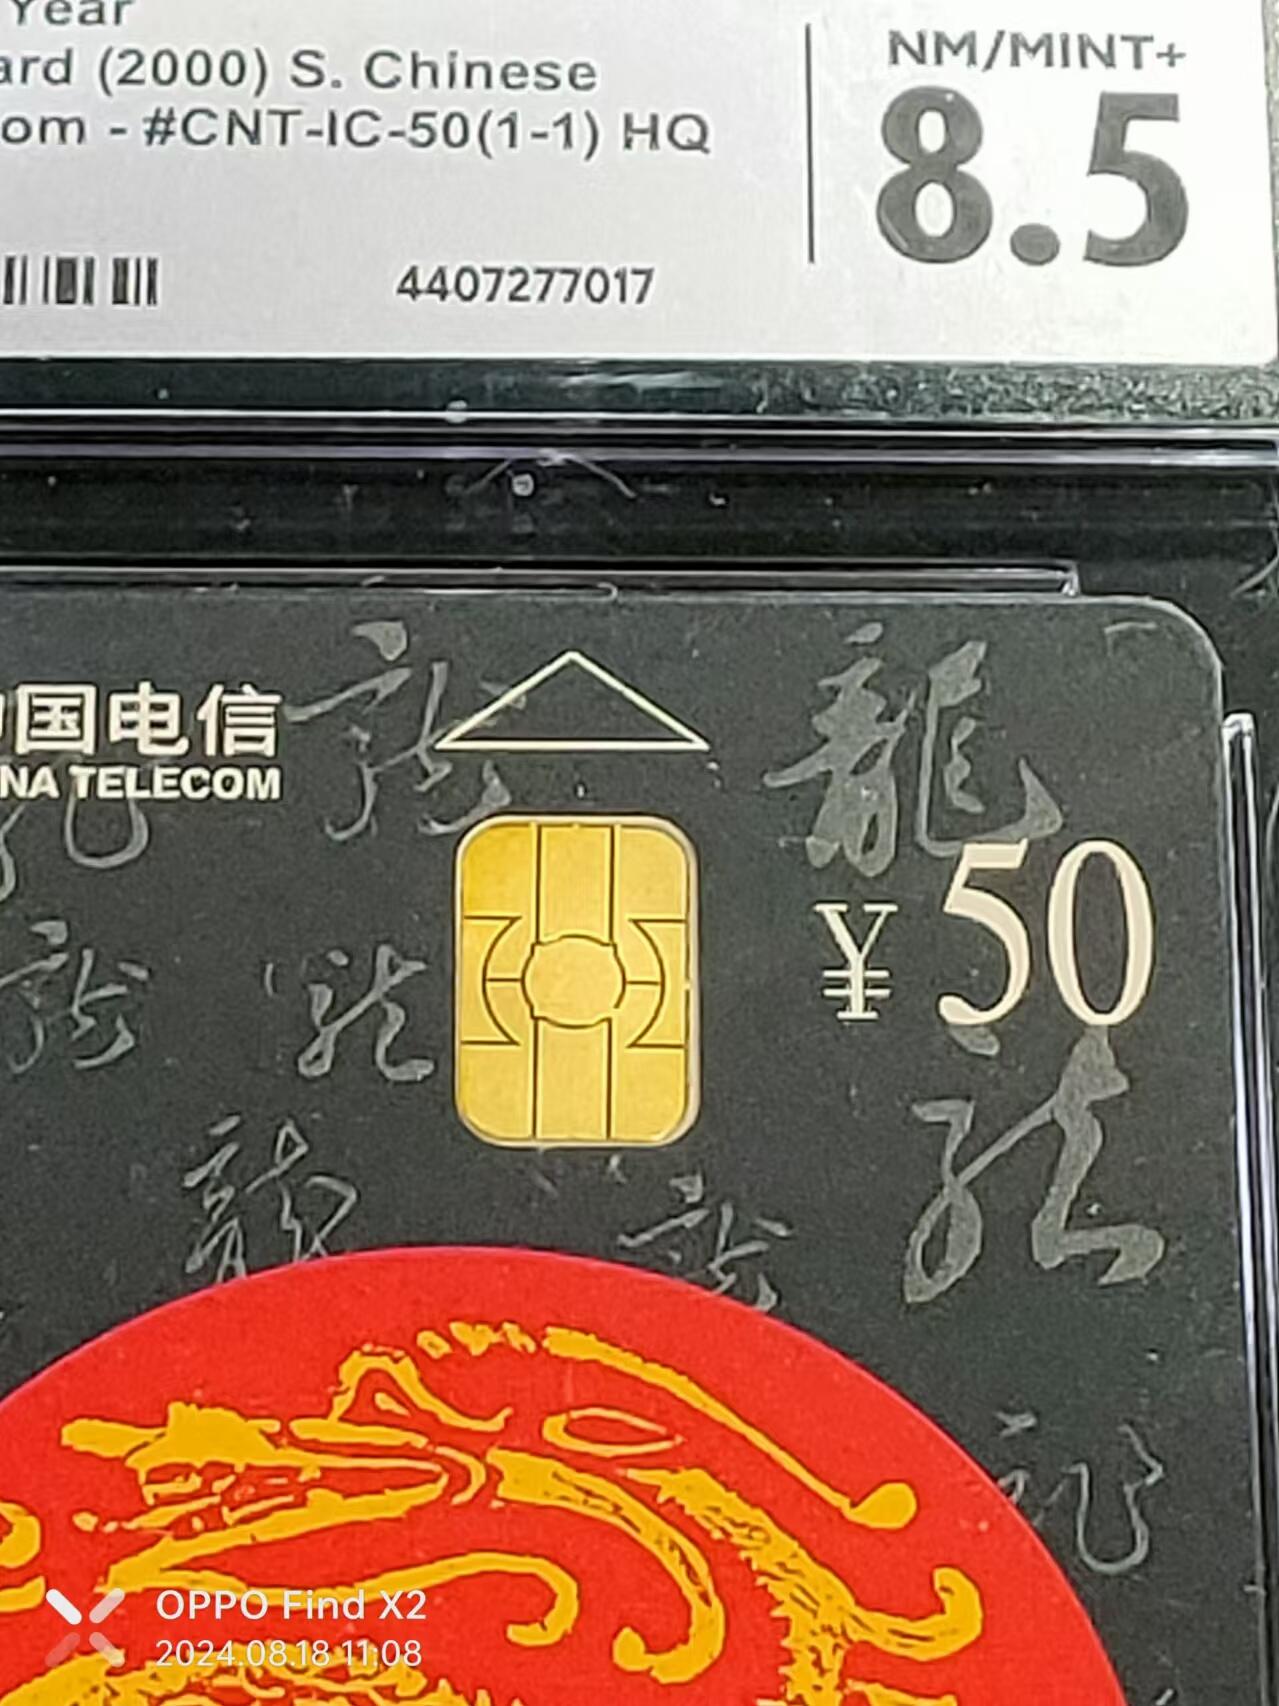 Year
ard (2000) S. Chinese
om - #CNT-IC-50(1-1) HQ
4407277017
NM/MINT+
8.5
中国电信
NA TELECOM
龍
¥50
OPPO Find X2
2024.08.18 11:08